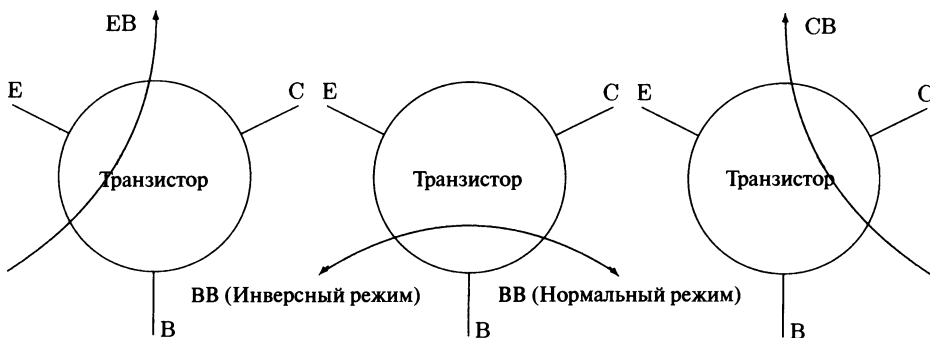 EB
CB
E
C
E
C
E
C
Транзистор
Транзистор
Транзистор
BB (Инверсный режим)
BB (Нормальный режим)
B
B
B